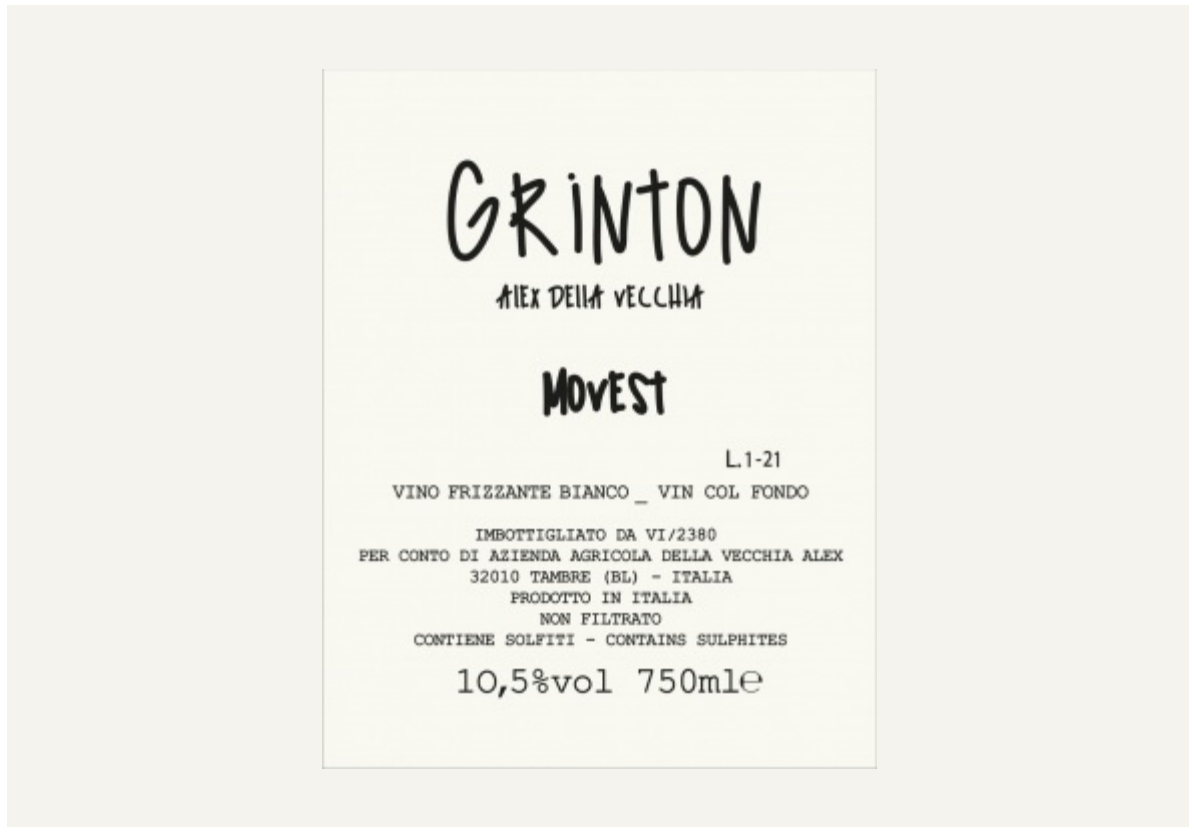 GRiNtON
AlEX DEllA VECCHIA
MOVESt
L.1-21
VINO FRIZZANTE BIANCO _ VIN COL FONDO
IMBOTTIGLIATO DA VI/2380
PER CONTO DI AZIENDA AGRICOLA DELLA VECCHIA ALEX
32010 TAMBRE (BL) - ITALIA
PRODOTTO IN ITALIA
NON FILTRATO
CONTIENE SOLFITI - CONTAINS SULPHITES
10,5%vol 750ml℮